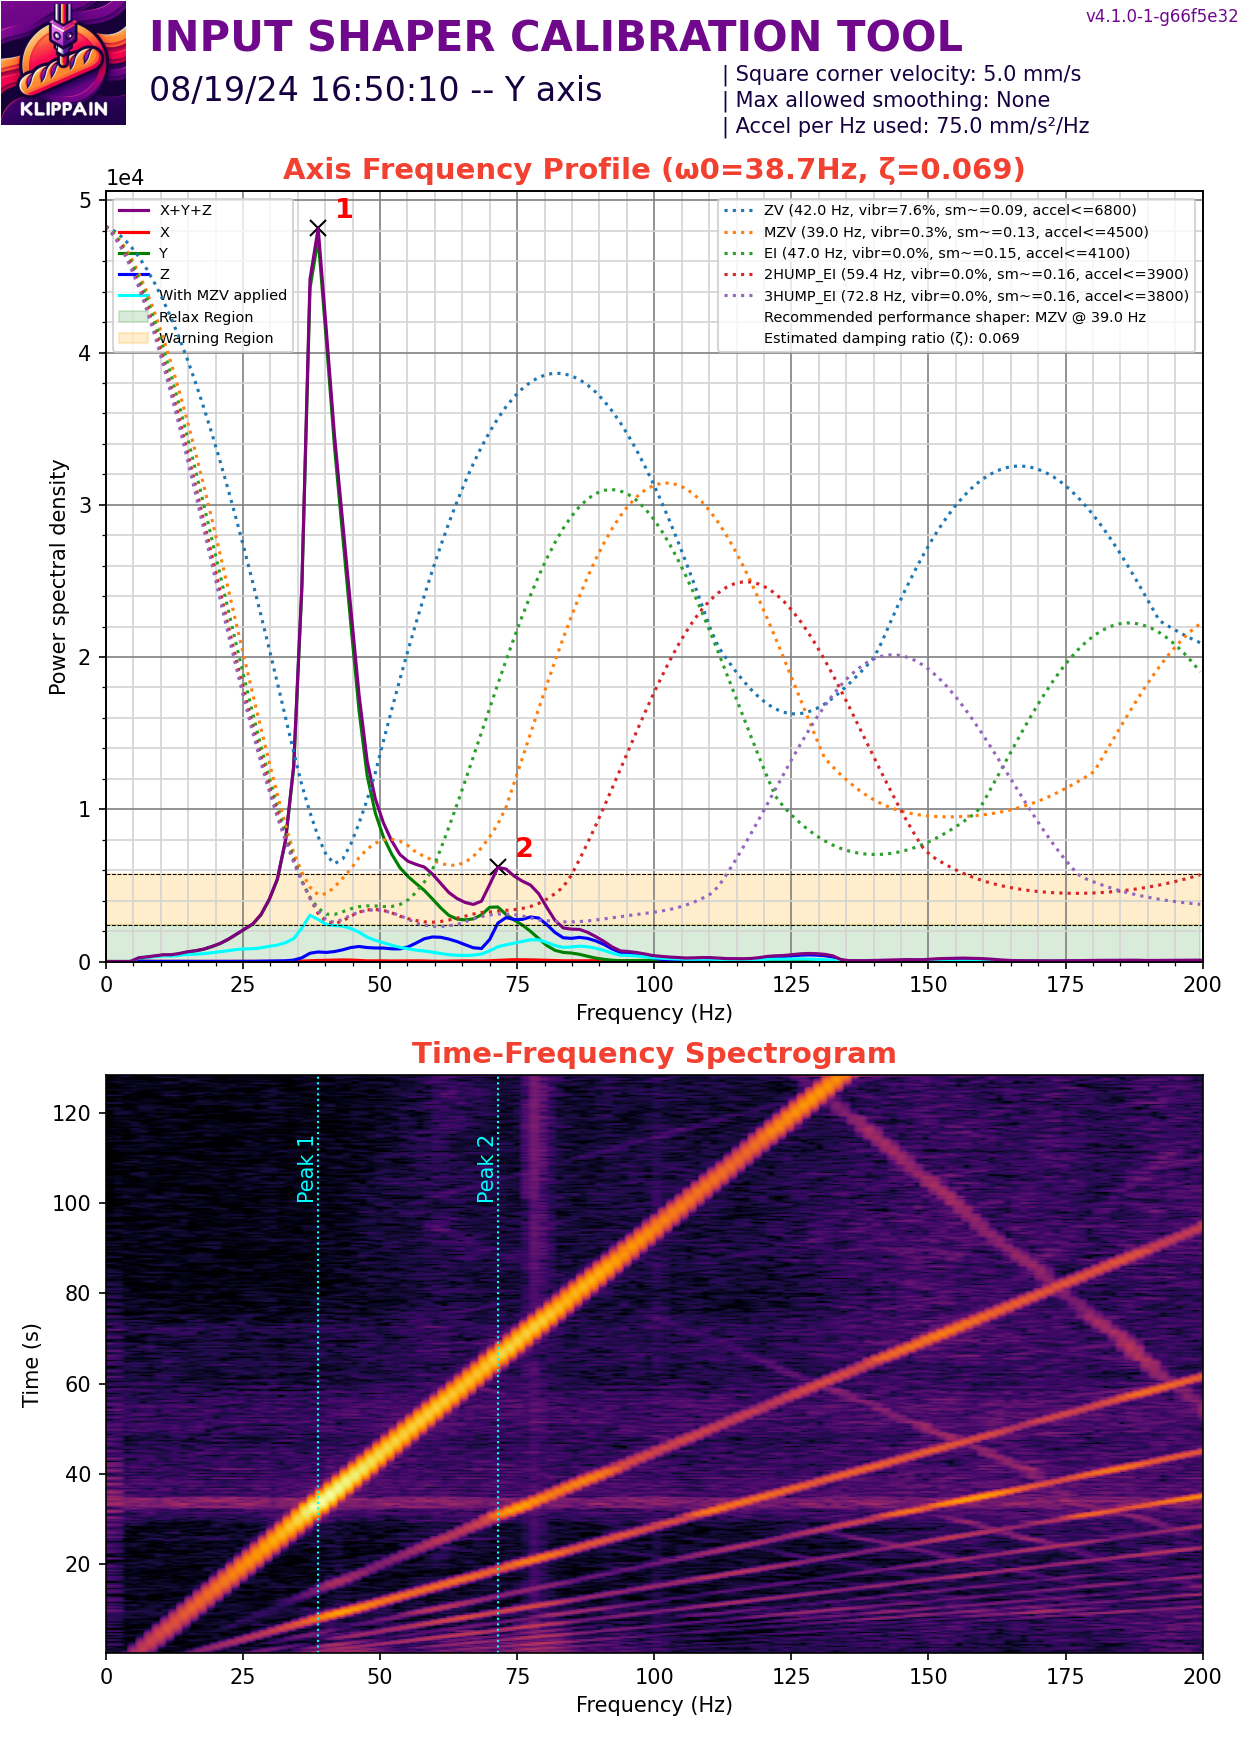 v4.1.0-1-g66f5e32
INPUT SHAPER CALIBRATION TOOL
KLIPPAIN
08/19/24 16:50:10 -- Y axis
| Square corner velocity: 5.0 mm/s
| Max allowed smoothing: None
| Accel per Hz used: 75.0 mm/s²/Hz
Axis Frequency Profile (ω0=38.7Hz, ζ=0.069)
1e4
X+Y+Z
X
Y
Z
With MZV applied
Relax Region
Warning Region
ZV (42.0 Hz, vibr=7.6%, sm~=0.09, accel<=6800)
MZV (39.0 Hz, vibr=0.3%, sm~=0.13, accel<=4500)
EI (47.0 Hz, vibr=0.0%, sm~=0.15, accel<=4100)
2HUMP_EI (59.4 Hz, vibr=0.0%, sm~=0.16, accel<=3900)
3HUMP_EI (72.8 Hz, vibr=0.0%, sm~=0.16, accel<=3800)
Recommended performance shaper: MZV @ 39.0 Hz
Estimated damping ratio (ζ): 0.069
1
2
5
4
3
2
1
0
Power spectral density
0 25 50 75 100 125 150 175 200
Frequency (Hz)
Time-Frequency Spectrogram
Peak 1
Peak 2
120
100
80
60
40
20
Time (s)
0 25 50 75 100 125 150 175 200
Frequency (Hz)